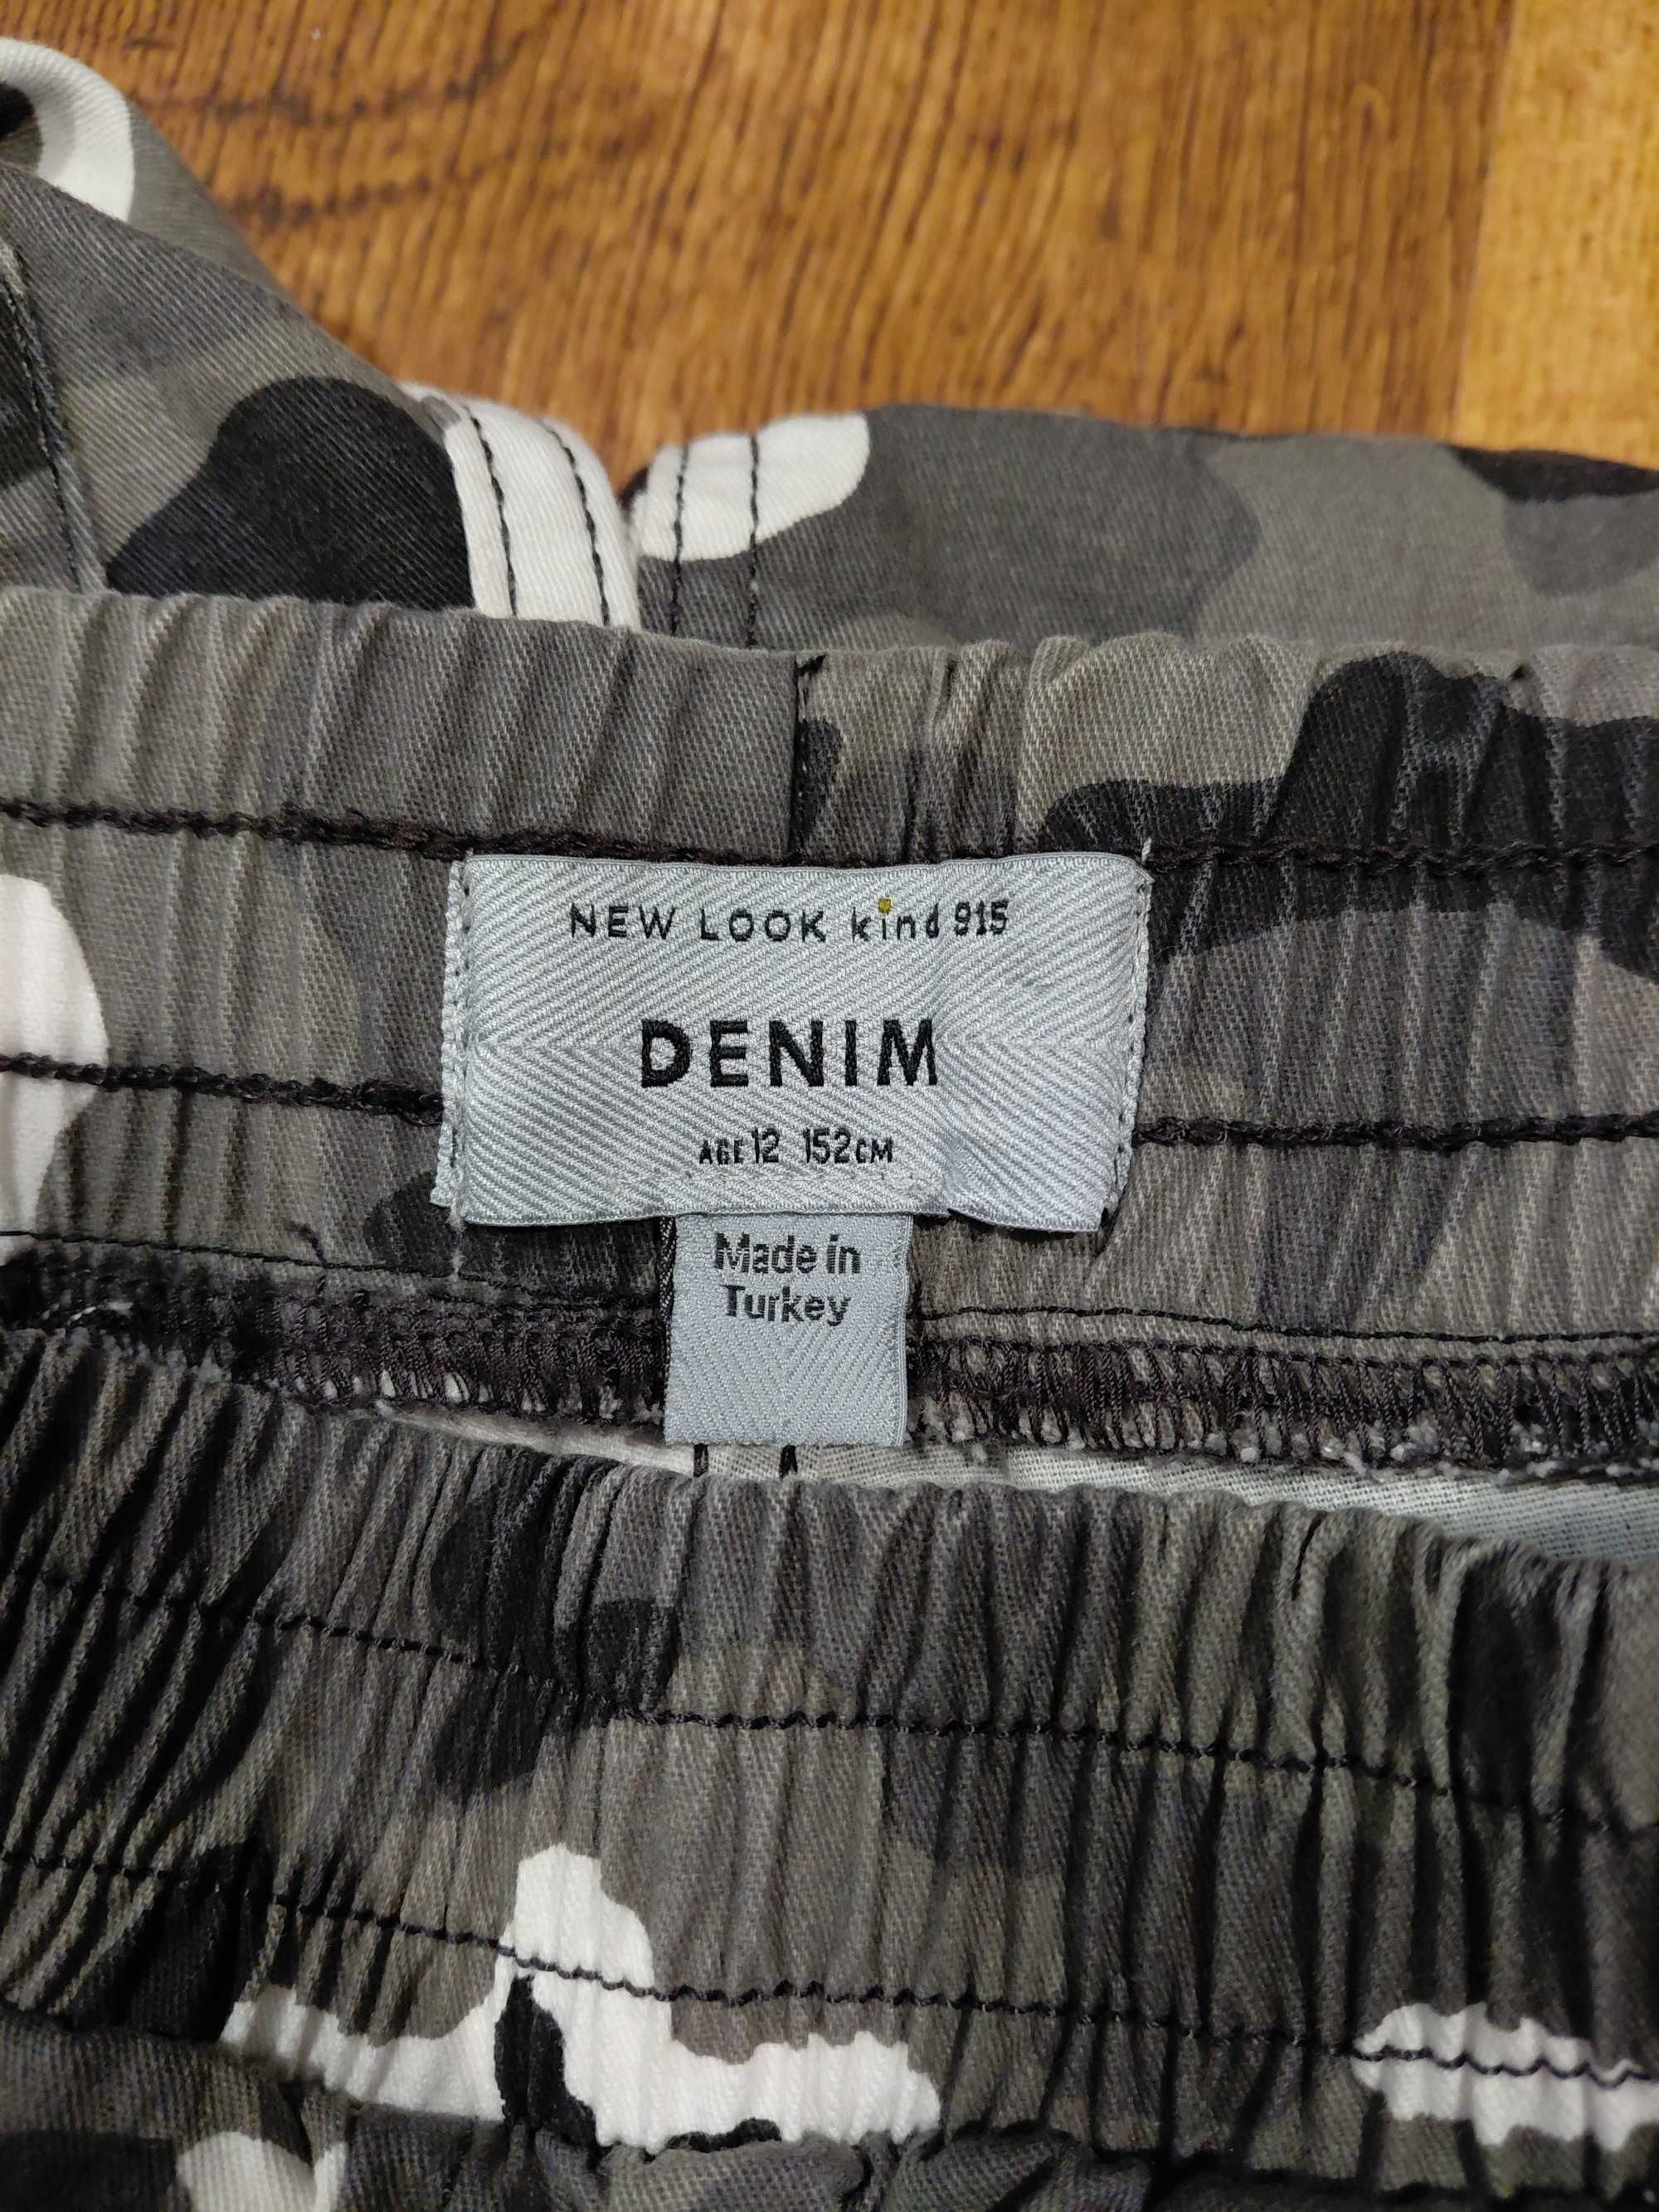 NEW LOOK kind 915
DENIM
AGE 12 152CM
Made in
Turkey